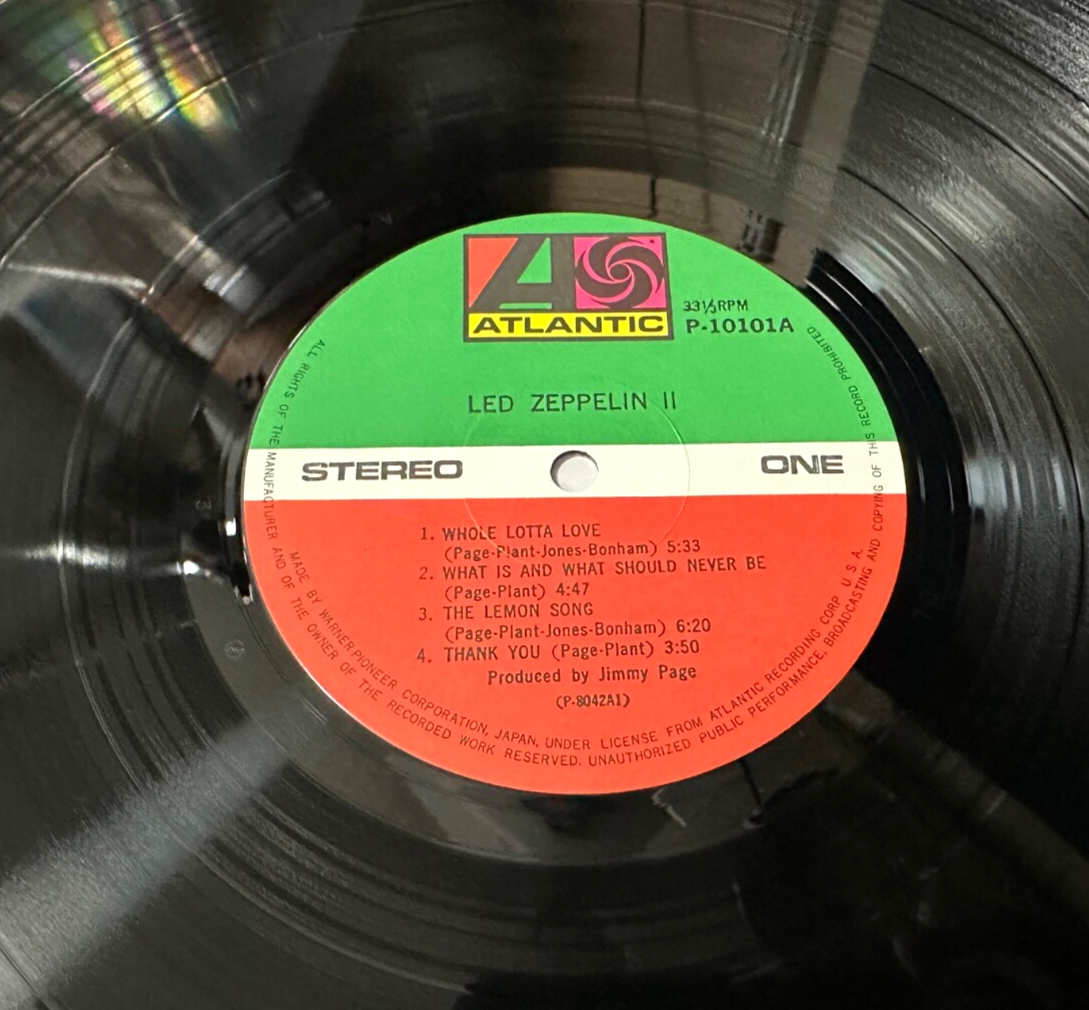 ATLANTIC
33⅓RPM
P-10101A
LED ZEPPELIN II
STEREO
ONE
1. WHOLE LOTTA LOVE
(Page-Plant-Jones-Bonham) 5:33
2. WHAT IS AND WHAT SHOULD NEVER BE
(Page-Plant) 4:47
3. THE LEMON SONG
(Page-Plant-Jones-Bonham) 6:20
4. THANK YOU (Page-Plant) 3:50
Produced by Jimmy Page
(P-8042A1)
MADE BY WARNER-PIONEER CORPORATION, JAPAN, UNDER LICENSE FROM ATLANTIC RECORDING CORP. U.S.A.
ALL RIGHTS OF THE MANUFACTURER AND OF THE OWNER OF THE RECORDED WORK RESERVED. UNAUTHORIZED PUBLIC PERFORMANCE, BROADCASTING AND COPYING OF THIS RECORD PROHIBITED